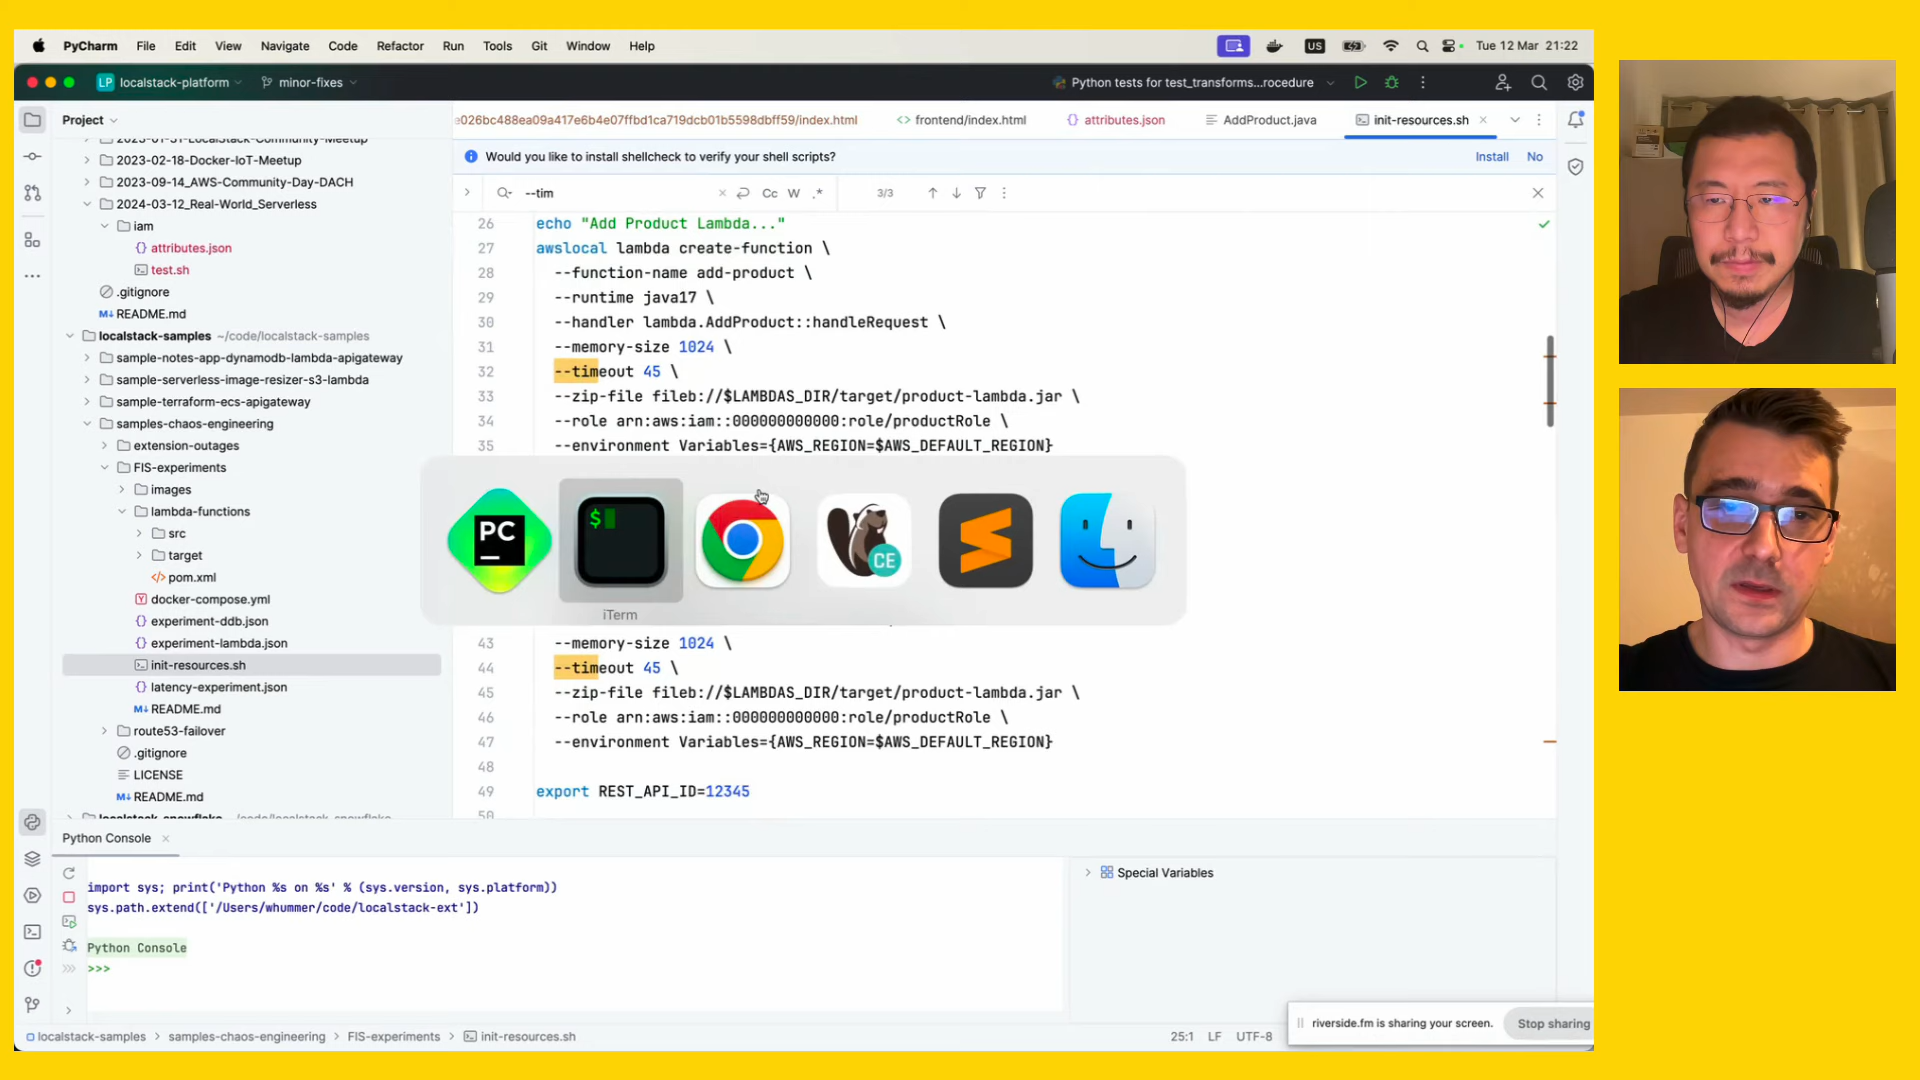 PyCharm File Edit View Navigate Code Refactor Run Tools Git Window Help US Tue 12 Mar 21:22
LP localstack-platform minor-fixes Python tests for test_transforms...rocedure
Project
e026bc488ea09a417e6b4e07ffbd1ca719dcb01b5598dbff59/index.html <> frontend/index.html {} attributes.json AddProduct.java init-resources.sh
2023-01-31-LocalStack-Community-Meetup
2023-02-18-Docker-IoT-Meetup
2023-09-14_AWS-Community-Day-DACH
2024-03-12_Real-World_Serverless
iam
{} attributes.json
test.sh
.gitignore
M↓ README.md
localstack-samples ~/code/localstack-samples
sample-notes-app-dynamodb-lambda-apigateway
sample-serverless-image-resizer-s3-lambda
sample-terraform-ecs-apigateway
samples-chaos-engineering
extension-outages
FIS-experiments
images
lambda-functions
src
target
</> pom.xml
Y docker-compose.yml
{} experiment-ddb.json
{} experiment-lambda.json
init-resources.sh
{} latency-experiment.json
M↓ README.md
route53-failover
.gitignore
LICENSE
M↓ README.md
localstack-snowflake ~/code/localstack_snowflake
Would you like to install shellcheck to verify your shell scripts? Install No
--tim Cc W .* 3/3
26 echo "Add Product Lambda..."
27 awslocal lambda create-function \
28 --function-name add-product \
29 --runtime java17 \
30 --handler lambda.AddProduct::handleRequest \
31 --memory-size 1024 \
32 --timeout 45 \
33 --zip-file fileb://$LAMBDAS_DIR/target/product-lambda.jar \
34 --role arn:aws:iam::000000000000:role/productRole \
35 --environment Variables={AWS_REGION=$AWS_DEFAULT_REGION}
PC
$
CE
iTerm
43 --memory-size 1024 \
44 --timeout 45 \
45 --zip-file fileb://$LAMBDAS_DIR/target/product-lambda.jar \
46 --role arn:aws:iam::000000000000:role/productRole \
47 --environment Variables={AWS_REGION=$AWS_DEFAULT_REGION}
48
49 export REST_API_ID=12345
50
Python Console
import sys; print('Python %s on %s' % (sys.version, sys.platform))
sys.path.extend(['/Users/whummer/code/localstack-ext'])
Python Console
>>>
Special Variables
riverside.fm is sharing your screen. Stop sharing
localstack-samples > samples-chaos-engineering > FIS-experiments > init-resources.sh 25:1 LF UTF-8